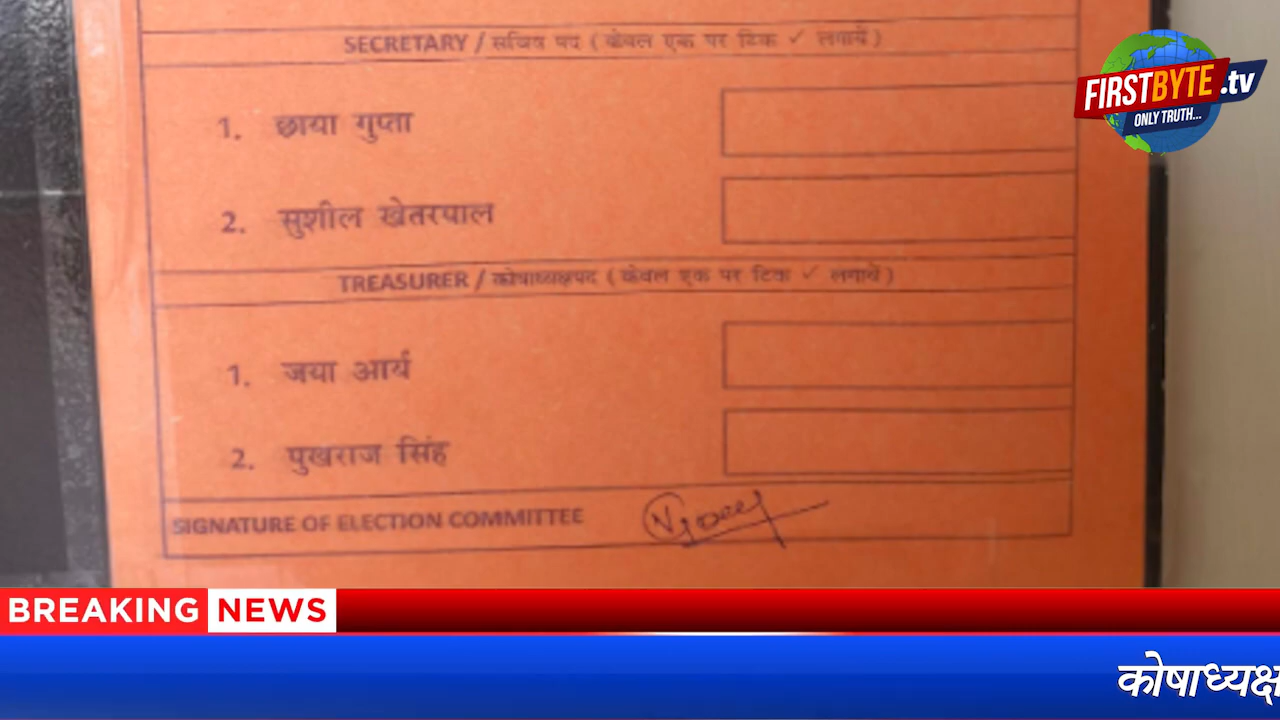 SECRETARY / सचिव पद ( केवल एक पर टिक ✓ लगायें )
1. छाया गुप्ता
2. सुशील खेतरपाल
TREASURER / कोषाध्यक्षपद ( केवल एक पर टिक ✓ लगायें )
1. जया आर्य
2. पुखराज सिंह
SIGNATURE OF ELECTION COMMITTEE
FIRSTBYTE.tv
ONLY TRUTH...
BREAKING NEWS
कोषाध्यक्ष